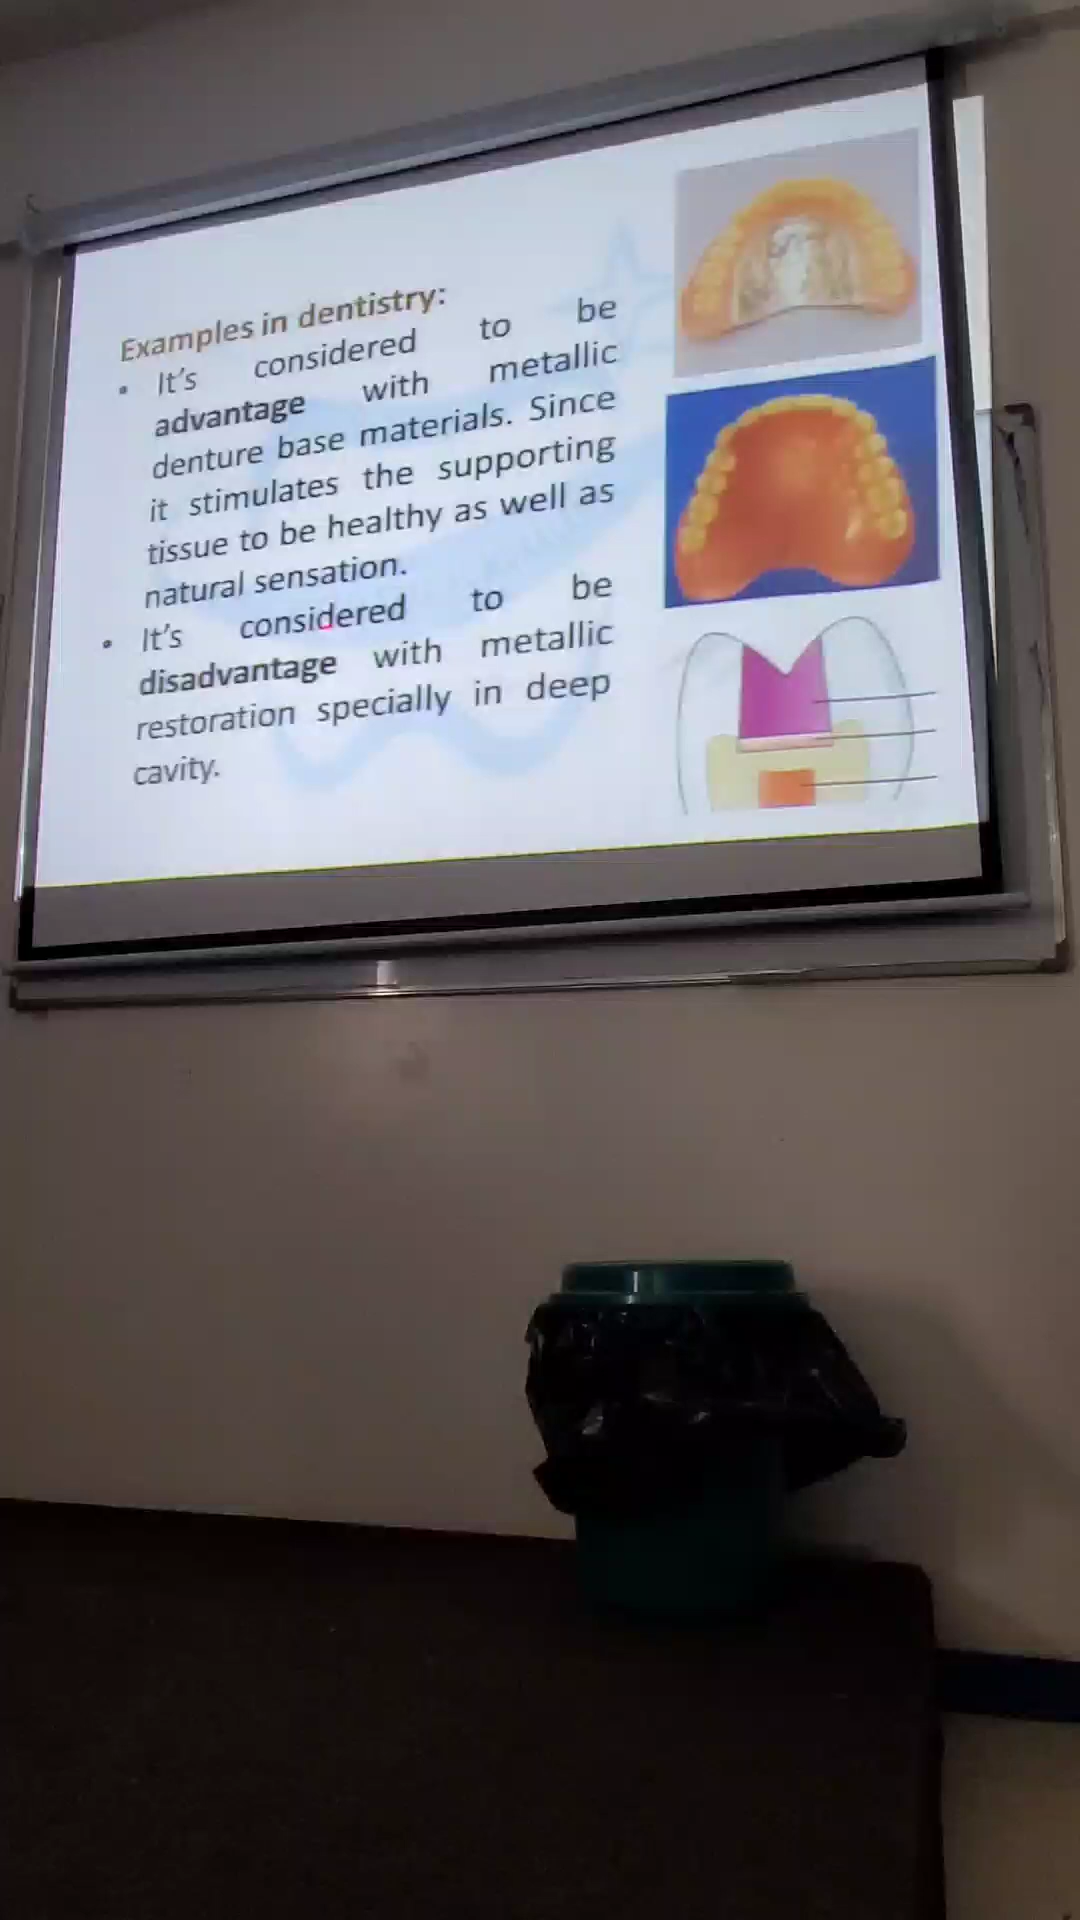 Examples in dentistry:
• It's considered to be
advantage with metallic
denture base materials. Since
it stimulates the supporting
tissue to be healthy as well as
natural sensation.
• It's considered to be
disadvantage with metallic
restoration specially in deep
cavity.